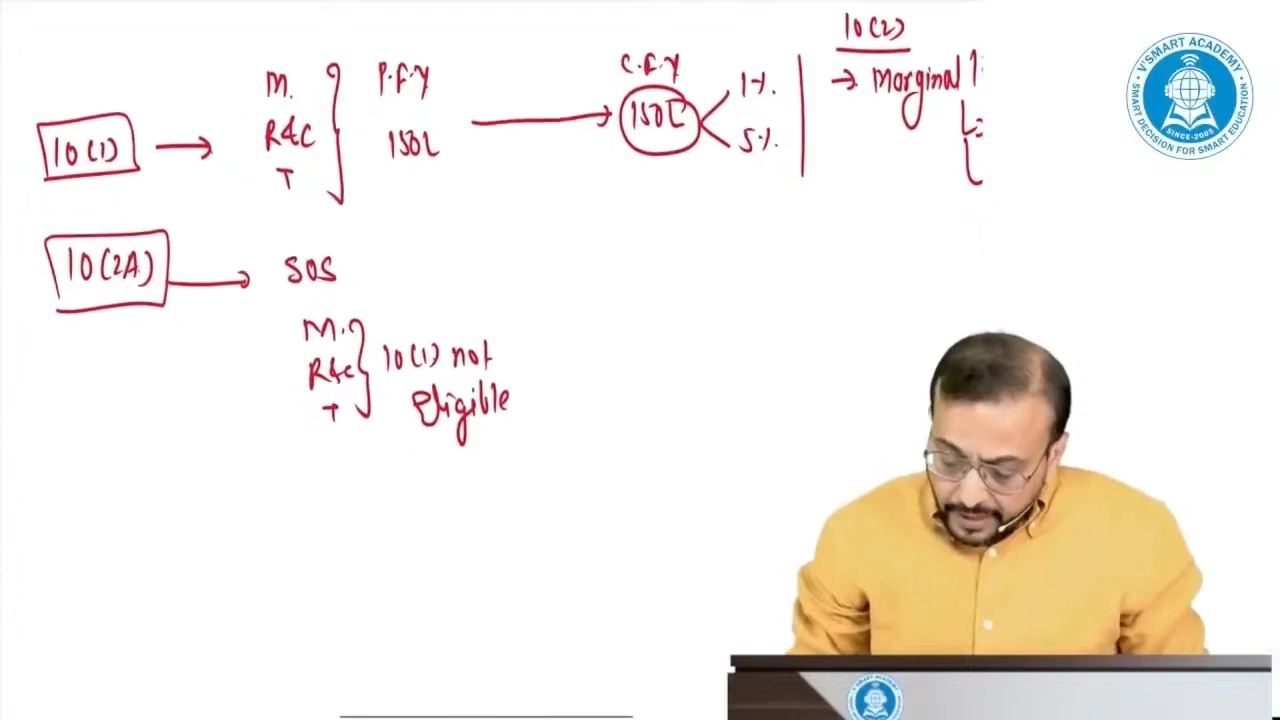 10(1) → M. R&C T } P.F.Y 150L → C.F.Y 150L < 1%. 5%.
10(2)
→ marginal
10(2A) → SOS
M. R&C T } 10(1) not Eligible
V'SMART ACADEMY
SMART DECISION FOR SMART EDUCATION
SINCE-2005